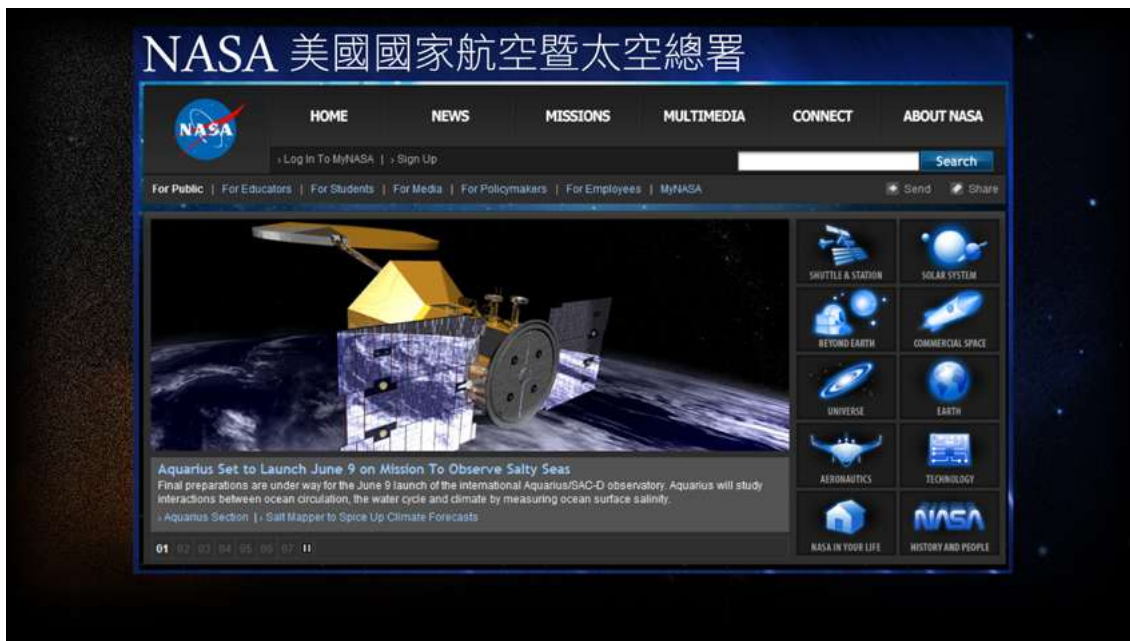 NASA 美國國家航空暨太空總署
NASA
HOME NEWS MISSIONS MULTIMEDIA CONNECT ABOUT NASA
› Log In To MyNASA | › Sign Up
Search
For Public | For Educators | For Students | For Media | For Policymakers | For Employees | MyNASA
Send Share
SHUTTLE & STATION SOLAR SYSTEM
BEYOND EARTH COMMERCIAL SPACE
UNIVERSE EARTH
AERONAUTICS TECHNOLOGY
NASA
NASA IN YOUR LIFE HISTORY AND PEOPLE
Aquarius Set to Launch June 9 on Mission To Observe Salty Seas
Final preparations are under way for the June 9 launch of the international Aquarius/SAC-D observatory. Aquarius will study
interactions between ocean circulation, the water cycle and climate by measuring ocean surface salinity.
› Aquarius Section | › Salt Mapper to Spice Up Climate Forecasts
01 02 03 04 05 06 07